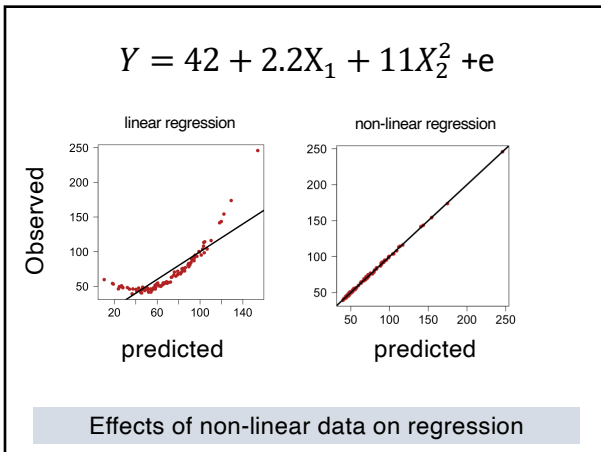 Y = 42 + 2.2X₁ + 11X₂² +e
linear regression
non-linear regression
250
200
150
100
50
20
60
100
140
Observed
predicted
250
200
150
100
50
50
100
150
200
250
predicted
Effects of non-linear data on regression